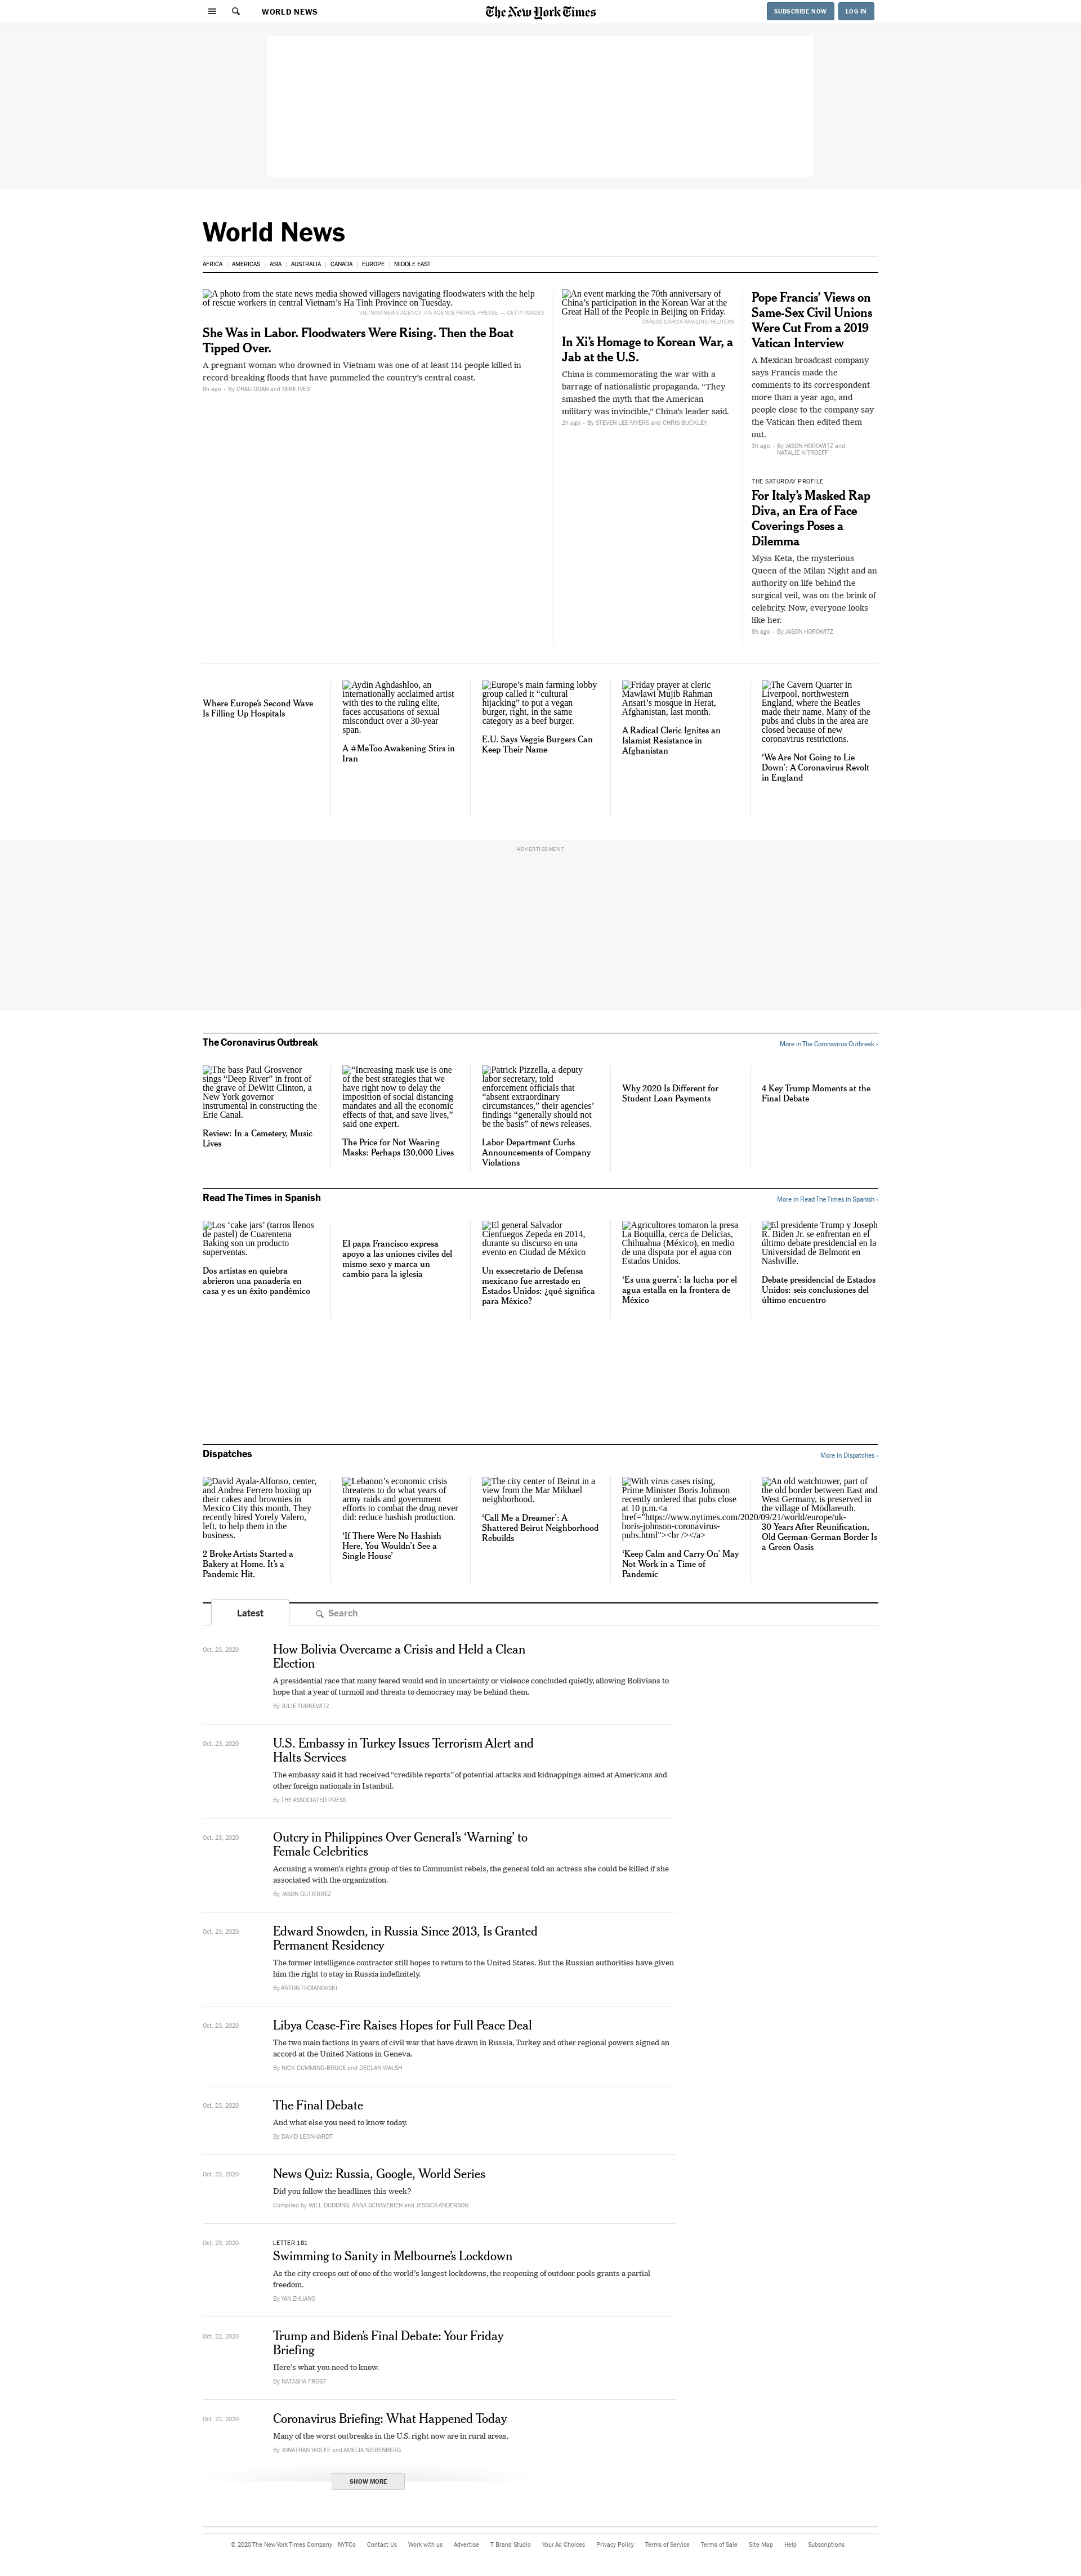 WORLD NEWS
The New York Times
SUBSCRIBE NOW
LOG IN
World News
AFRICA | AMERICAS | ASIA | AUSTRALIA | CANADA | EUROPE | MIDDLE EAST
A photo from the state news media showed villagers navigating floodwaters with the help
of rescue workers in central Vietnam's Ha Tinh Province on Tuesday.
VIETNAM NEWS AGENCY, VIA AGENCE FRANCE-PRESSE — GETTY IMAGES
She Was in Labor. Floodwaters Were Rising. Then the Boat
Tipped Over.
A pregnant woman who drowned in Vietnam was one of at least 114 people killed in
record-breaking floods that have pummeled the country's central coast.
8h ago · By CHAU DOAN and MIKE IVES
An event marking the 70th anniversary of
China's participation in the Korean War at the
Great Hall of the People in Beijing on Friday.
CARLOS GARCIA RAWLINS/REUTERS
In Xi's Homage to Korean War, a
Jab at the U.S.
China is commemorating the war with a
barrage of nationalistic propaganda. “They
smashed the myth that the American
military was invincible,” China's leader said.
2h ago · By STEVEN LEE MYERS and CHRIS BUCKLEY
Pope Francis' Views on
Same-Sex Civil Unions
Were Cut From a 2019
Vatican Interview
A Mexican broadcast company
says Francis made the
comments to its correspondent
more than a year ago, and
people close to the company say
the Vatican then edited them
out.
3h ago · By JASON HOROWITZ and
NATALIE KITROEFF
THE SATURDAY PROFILE
For Italy's Masked Rap
Diva, an Era of Face
Coverings Poses a
Dilemma
Myss Keta, the mysterious
Queen of the Milan Night and an
authority on life behind the
surgical veil, was on the brink of
celebrity. Now, everyone looks
like her.
8h ago · By JASON HOROWITZ
Where Europe's Second Wave
Is Filling Up Hospitals
Aydin Aghdashloo, an
internationally acclaimed artist
with ties to the ruling elite,
faces accusations of sexual
misconduct over a 30-year
span.
A #MeToo Awakening Stirs in
Iran
Europe's main farming lobby
group called it “cultural
hijacking” to put a vegan
burger, right, in the same
category as a beef burger.
E.U. Says Veggie Burgers Can
Keep Their Name
Friday prayer at cleric
Mawlawi Mujib Rahman
Ansari's mosque in Herat,
Afghanistan, last month.
A Radical Cleric Ignites an
Islamist Resistance in
Afghanistan
The Cavern Quarter in
Liverpool, northwestern
England, where the Beatles
made their name. Many of the
pubs and clubs in the area are
closed because of new
coronavirus restrictions.
‘We Are Not Going to Lie
Down’: A Coronavirus Revolt
in England
ADVERTISEMENT
The Coronavirus Outbreak
More in The Coronavirus Outbreak ›
The bass Paul Grosvenor
sings “Deep River” in front of
the grave of DeWitt Clinton, a
New York governor
instrumental in constructing the
Erie Canal.
Review: In a Cemetery, Music
Lives
“Increasing mask use is one
of the best strategies that we
have right now to delay the
imposition of social distancing
mandates and all the economic
effects of that, and save lives,”
said one expert.
The Price for Not Wearing
Masks: Perhaps 130,000 Lives
Patrick Pizzella, a deputy
labor secretary, told
enforcement officials that
“absent extraordinary
circumstances,” their agencies'
findings “generally should not
be the basis” of news releases.
Labor Department Curbs
Announcements of Company
Violations
Why 2020 Is Different for
Student Loan Payments
4 Key Trump Moments at the
Final Debate
Read The Times in Spanish
More in Read The Times in Spanish ›
Los ‘cake jars’ (tarros llenos
de pastel) de Cuarentena
Baking son un producto
superventas.
Dos artistas en quiebra
abrieron una panadería en
casa y es un éxito pandémico
El papa Francisco expresa
apoyo a las uniones civiles del
mismo sexo y marca un
cambio para la iglesia
El general Salvador
Cienfuegos Zepeda en 2014,
durante su discurso en una
evento en Ciudad de México
Un exsecretario de Defensa
mexicano fue arrestado en
Estados Unidos: ¿qué significa
para México?
Agricultores tomaron la presa
La Boquilla, cerca de Delicias,
Chihuahua (México), en medio
de una disputa por el agua con
Estados Unidos.
‘Es una guerra’: la lucha por el
agua estalla en la frontera de
México
El presidente Trump y Joseph
R. Biden Jr. se enfrentan en el
último debate presidencial en la
Universidad de Belmont en
Nashville.
Debate presidencial de Estados
Unidos: seis conclusiones del
último encuentro
Dispatches
More in Dispatches ›
David Ayala-Alfonso, center,
and Andrea Ferrero boxing up
their cakes and brownies in
Mexico City this month. They
recently hired Yorely Valero,
left, to help them in the
business.
2 Broke Artists Started a
Bakery at Home. It's a
Pandemic Hit.
Lebanon's economic crisis
threatens to do what years of
army raids and government
efforts to combat the drug never
did: reduce hashish production.
‘If There Were No Hashish
Here, You Wouldn't See a
Single House’
The city center of Beirut in a
view from the Mar Mikhael
neighborhood.
‘Call Me a Dreamer’: A
Shattered Beirut Neighborhood
Rebuilds
With virus cases rising,
Prime Minister Boris Johnson
recently ordered that pubs close
at 10 p.m.<a
href="https://www.nytimes.com/2020/09/21/world/europe/uk-
boris-johnson-coronavirus-
pubs.html"><br /></a>
‘Keep Calm and Carry On’ May
Not Work in a Time of
Pandemic
An old watchtower, part of
the old border between East and
West Germany, is preserved in
the village of Mödlareuth.
30 Years After Reunification,
Old German-German Border Is
a Green Oasis
Latest
Search
Oct. 23, 2020
How Bolivia Overcame a Crisis and Held a Clean
Election
A presidential race that many feared would end in uncertainty or violence concluded quietly, allowing Bolivians to
hope that a year of turmoil and threats to democracy may be behind them.
By JULIE TURKEWITZ
Oct. 23, 2020
U.S. Embassy in Turkey Issues Terrorism Alert and
Halts Services
The embassy said it had received “credible reports” of potential attacks and kidnappings aimed at Americans and
other foreign nationals in Istanbul.
By THE ASSOCIATED PRESS
Oct. 23, 2020
Outcry in Philippines Over General's ‘Warning’ to
Female Celebrities
Accusing a women's rights group of ties to Communist rebels, the general told an actress she could be killed if she
associated with the organization.
By JASON GUTIERREZ
Oct. 23, 2020
Edward Snowden, in Russia Since 2013, Is Granted
Permanent Residency
The former intelligence contractor still hopes to return to the United States. But the Russian authorities have given
him the right to stay in Russia indefinitely.
By ANTON TROIANOVSKI
Oct. 23, 2020
Libya Cease-Fire Raises Hopes for Full Peace Deal
The two main factions in years of civil war that have drawn in Russia, Turkey and other regional powers signed an
accord at the United Nations in Geneva.
By NICK CUMMING-BRUCE and DECLAN WALSH
Oct. 23, 2020
The Final Debate
And what else you need to know today.
By DAVID LEONHARDT
Oct. 23, 2020
News Quiz: Russia, Google, World Series
Did you follow the headlines this week?
Compiled by WILL DUDDING, ANNA SCHAVERIEN and JESSICA ANDERSON
Oct. 23, 2020
LETTER 181
Swimming to Sanity in Melbourne's Lockdown
As the city creeps out of one of the world's longest lockdowns, the reopening of outdoor pools grants a partial
freedom.
By YAN ZHUANG
Oct. 22, 2020
Trump and Biden's Final Debate: Your Friday
Briefing
Here's what you need to know.
By NATASHA FROST
Oct. 22, 2020
Coronavirus Briefing: What Happened Today
Many of the worst outbreaks in the U.S. right now are in rural areas.
By JONATHAN WOLFE and AMELIA NIERENBERG
SHOW MORE
© 2020 The New York Times Company NYTCo Contact Us Work with us Advertise T Brand Studio Your Ad Choices Privacy Policy Terms of Service Terms of Sale Site Map Help Subscriptions